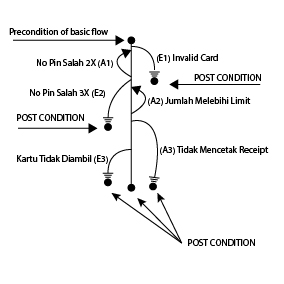 Precondition of basic flow
(E1) Invalid Card
No Pin Salah 2X (A1)
POST CONDITION
No Pin Salah 3X (E2)
(A2) Jumlah Melebihi Limit
POST CONDITION
(A3) Tidak Mencetak Receipt
Kartu Tidak Diambil (E3)
POST CONDITION